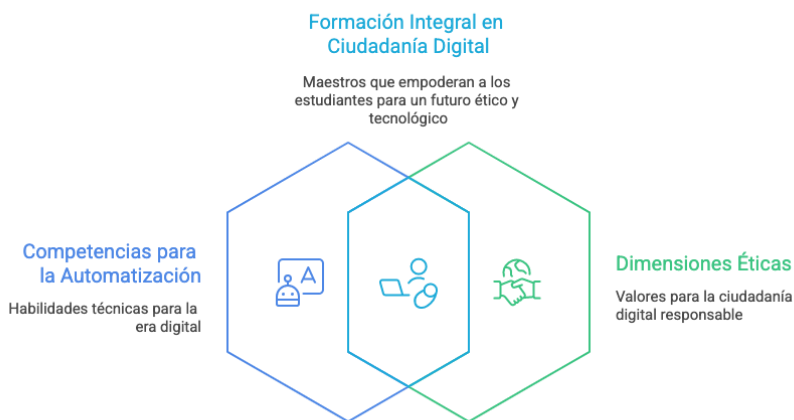 Formación Integral en
Ciudadanía Digital
Maestros que empoderan a los
estudiantes para un futuro ético y
tecnológico
Competencias para
la Automatización
Habilidades técnicas para la
era digital
A
Dimensiones Éticas
Valores para la ciudadanía
digital responsable